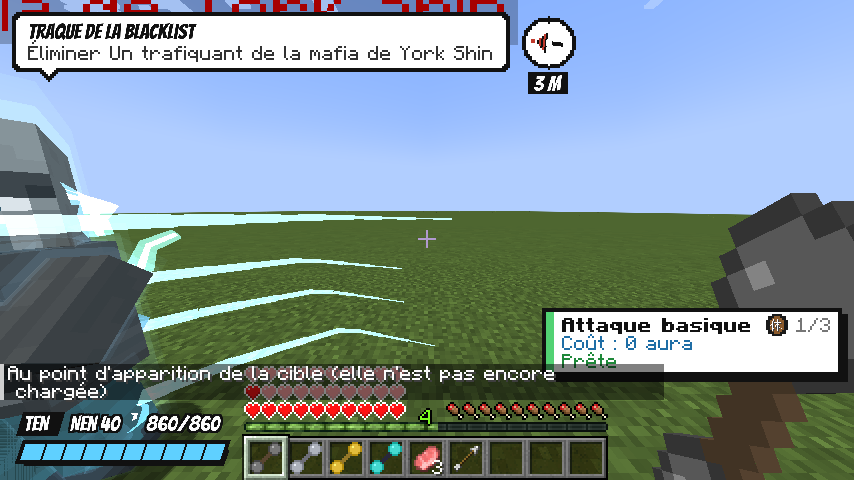 TRAQUE DE LA BLACKLIST
Éliminer Un trafiquant de la mafia de York Shin
3 M
Attaque basique 1/3
Coût : 0 aura
Prête
Au point d'apparition de la cible (elle n'est pas encore
chargée)
TEN NEN 40 860/860
4
3